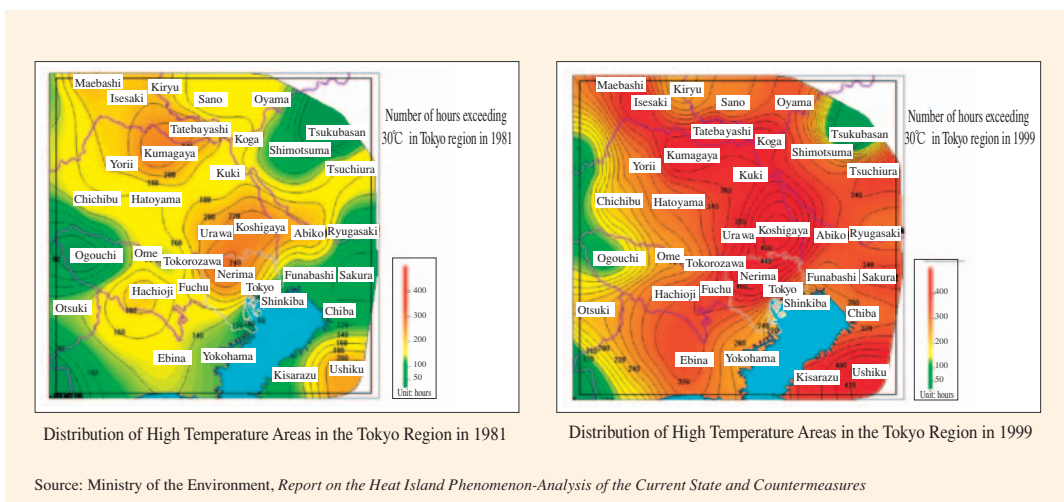 Maebashi
Kiryu
Isesaki
Sano
Oyama
Tatebayashi
Koga
Tsukubasan
Shimotsuma
Kumagaya
Yorii
Kuki
Tsuchiura
Chichibu
Hatoyama
Urawa
Koshigaya
Abiko
Ryugasaki
Ogouchi
Ome
Tokorozawa
Nerima
Funabashi
Sakura
Hachioji
Fuchu
Tokyo
Shinkiba
Otsuki
Chiba
Ebina
Yokohama
Kisarazu
Ushiku
Number of hours exceeding
30℃ in Tokyo region in 1981
400
300
200
100
50
Unit: hours
Distribution of High Temperature Areas in the Tokyo Region in 1981
Maebashi
Kiryu
Isesaki
Sano
Oyama
Tatebayashi
Koga
Tsukubasan
Shimotsuma
Kumagaya
Yorii
Kuki
Tsuchiura
Chichibu
Hatoyama
Urawa
Koshigaya
Abiko
Ryugasaki
Ogouchi
Ome
Tokorozawa
Nerima
Funabashi
Sakura
Hachioji
Fuchu
Tokyo
Shinkiba
Otsuki
Chiba
Ebina
Yokohama
Kisarazu
Ushiku
Number of hours exceeding
30℃ in Tokyo region in 1999
400
300
200
100
50
Unit: hours
Distribution of High Temperature Areas in the Tokyo Region in 1999
Source: Ministry of the Environment, Report on the Heat Island Phenomenon-Analysis of the Current State and Countermeasures